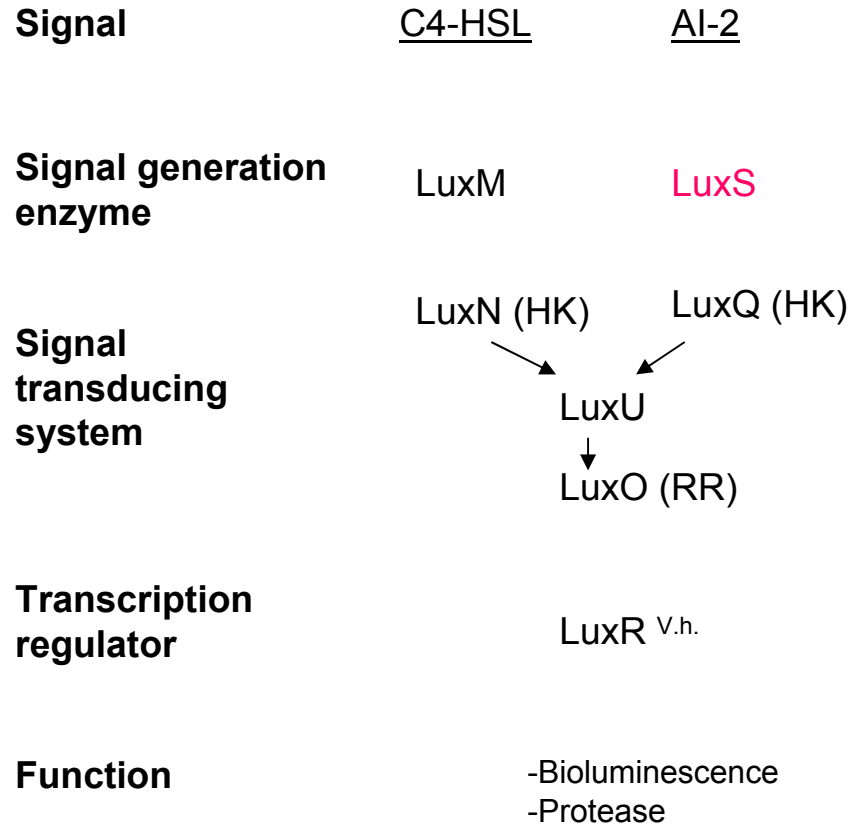 Signal C4-HSL AI-2
Signal generation
enzyme
LuxM LuxS
LuxN (HK) LuxQ (HK)
Signal
transducing
system
LuxU
LuxO (RR)
Transcription
regulator
LuxR V.h.
Function
-Bioluminescence
-Protease